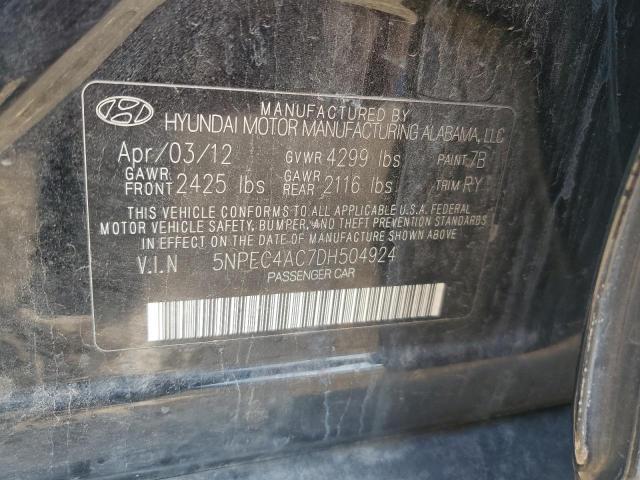 MANUFACTURED BY
HYUNDAI MOTOR MANUFACTURING ALABAMA, LLC
Apr/03/12 GVWR 4299 lbs PAINT 7B
GAWR FRONT 2425 lbs GAWR REAR 2116 lbs TRIM RY
THIS VEHICLE CONFORMS TO ALL APPLICABLE U.S.A. FEDERAL
MOTOR VEHICLE SAFETY, BUMPER, AND THEFT PREVENTION STANDARDS
IN EFFECT ON THE DATE OF MANUFACTURE SHOWN ABOVE
V.I.N 5NPEC4AC7DH504924
PASSENGER CAR